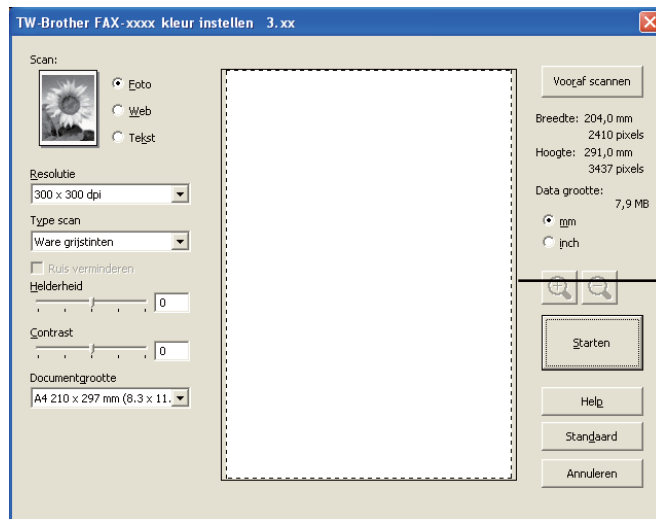 TW-Brother FAX-xxxx kleur instellen 3.xx
Scan:
Foto
Web
Tekst
Resolutie
300 x 300 dpi
Type scan
Ware grijstinten
Ruis verminderen
Helderheid
0
Contrast
0
Documentgrootte
A4 210 x 297 mm (8.3 x 11.
Vooraf scannen
Breedte: 204,0 mm
2410 pixels
Hoogte: 291,0 mm
3437 pixels
Data grootte:
7,9 MB
mm
inch
Starten
Help
Standaard
Annuleren